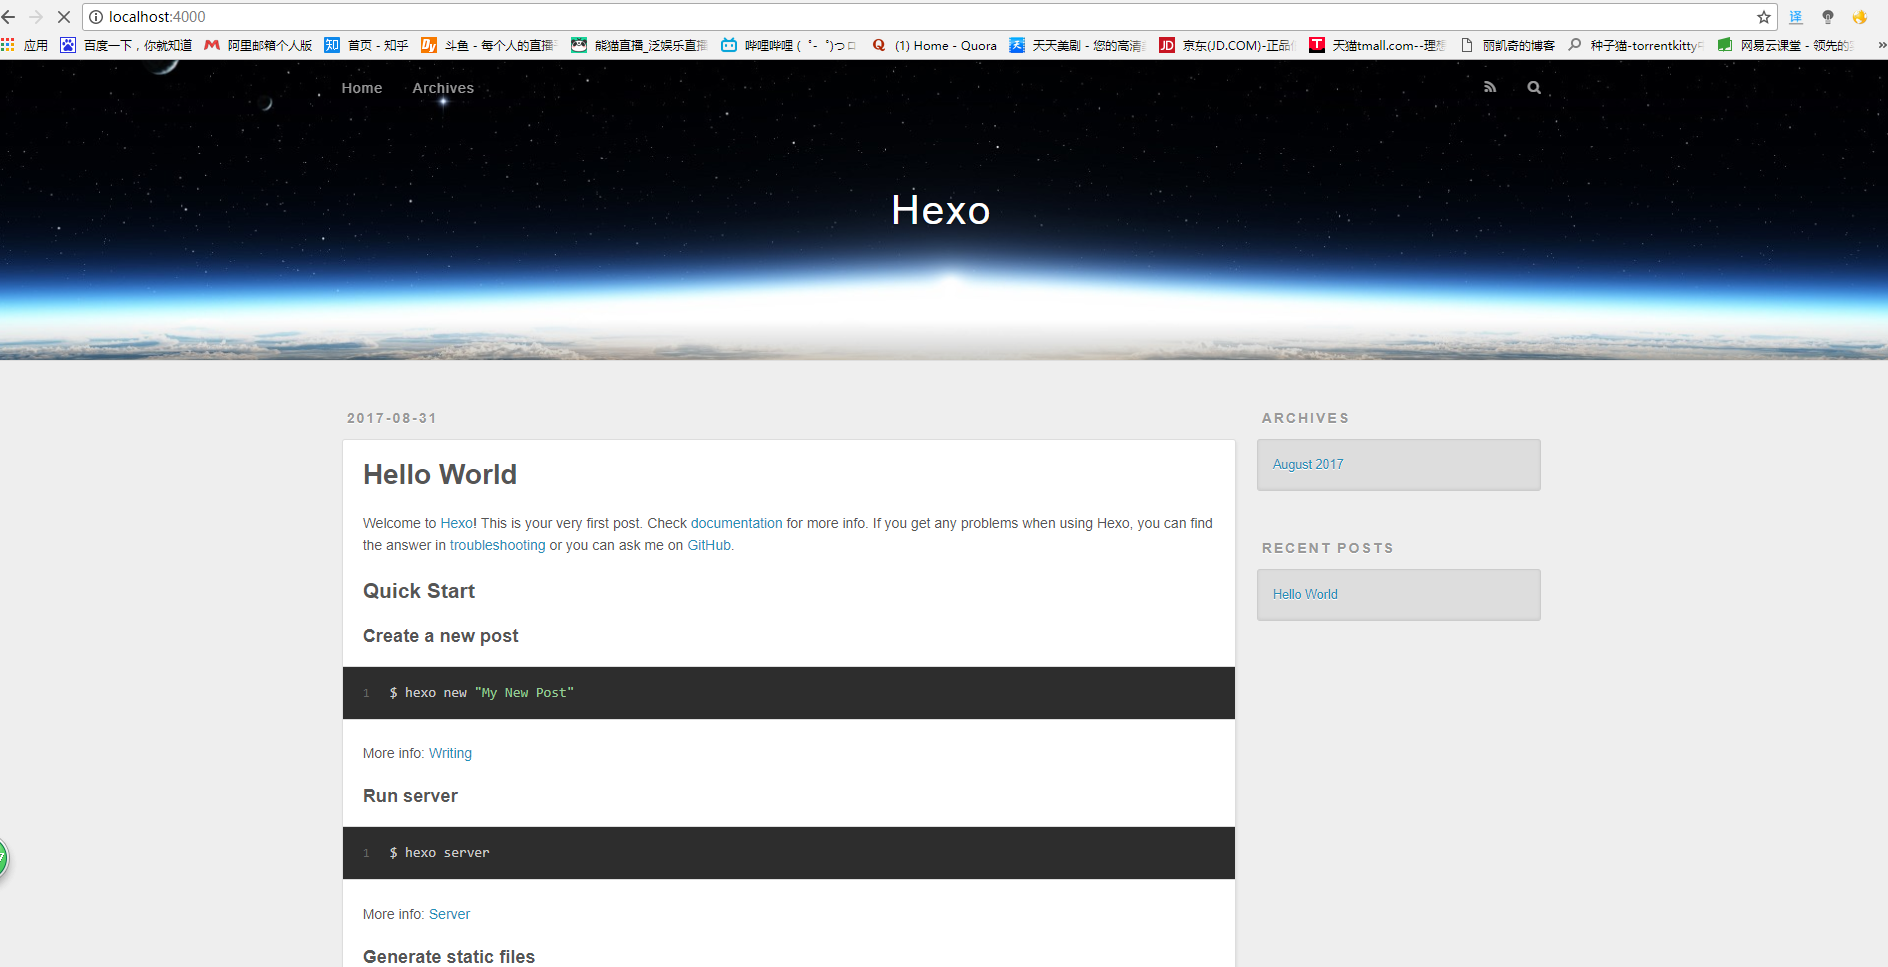 localhost:4000
译
应用 百度一下，你就知道 阿里邮箱个人版 知 首页 - 知乎 Dy 斗鱼 - 每个人的直播 熊猫直播_泛娱乐直播 哔哩哔哩 ( ゜- ゜)つロ Q (1) Home - Quora 天天美剧 - 您的高清 JD 京东(JD.COM)-正品 T 天猫tmall.com--理想 丽凯奇的博客 种子猫-torrentkitty 网易云课堂 - 领先的 »
Home Archives
Hexo
2017-08-31
Hello World
Welcome to Hexo! This is your very first post. Check documentation for more info. If you get any problems when using Hexo, you can find
the answer in troubleshooting or you can ask me on GitHub.
Quick Start
Create a new post
1 $ hexo new "My New Post"
More info: Writing
Run server
1 $ hexo server
More info: Server
Generate static files
ARCHIVES
August 2017
RECENT POSTS
Hello World